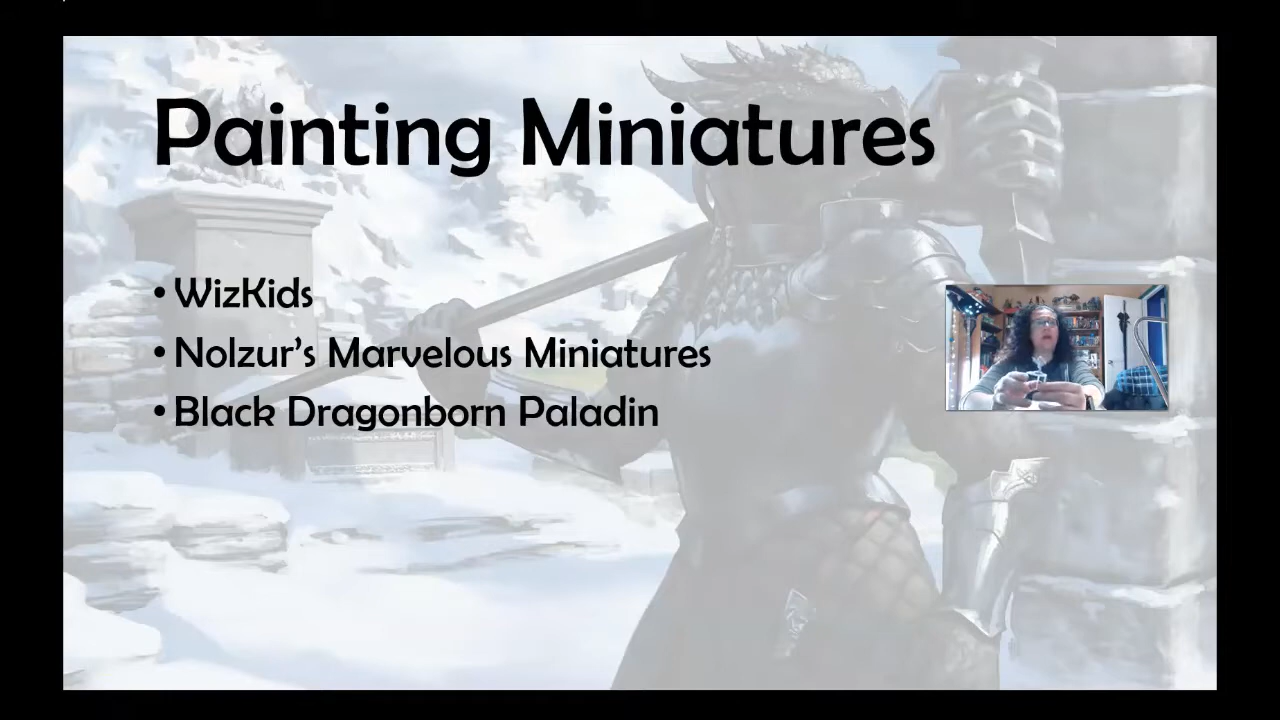 Painting Miniatures
• WizKids
• Nolzur’s Marvelous Miniatures
• Black Dragonborn Paladin